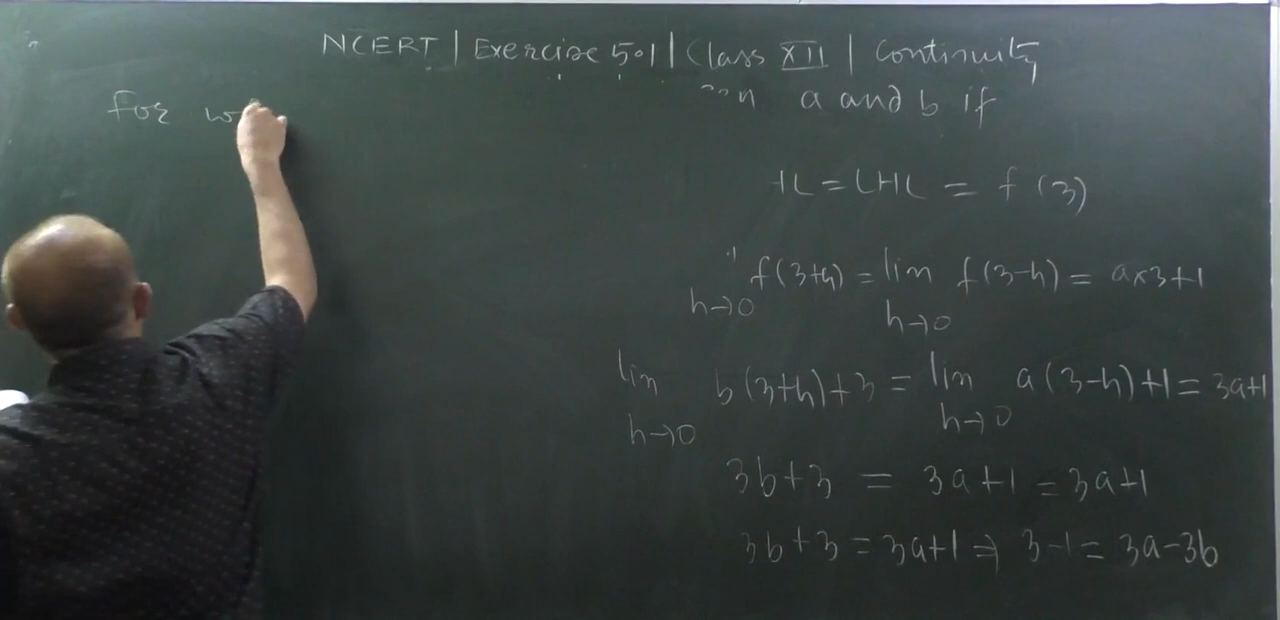 NCERT | Exercise 5.1 | Class XII | Continuity
For
a and b if
= LHL = f(3)
f(3+h) = lim f(3-h) = a×3+1
h→0 h→0
lim b(3+h)+3 = lim a(3-h)+1 = 3a+1
h→0 h→0
3b+3 = 3a+1 = 3a+1
3b+3 = 3a+1 ⇒ 3-1 = 3a-3b